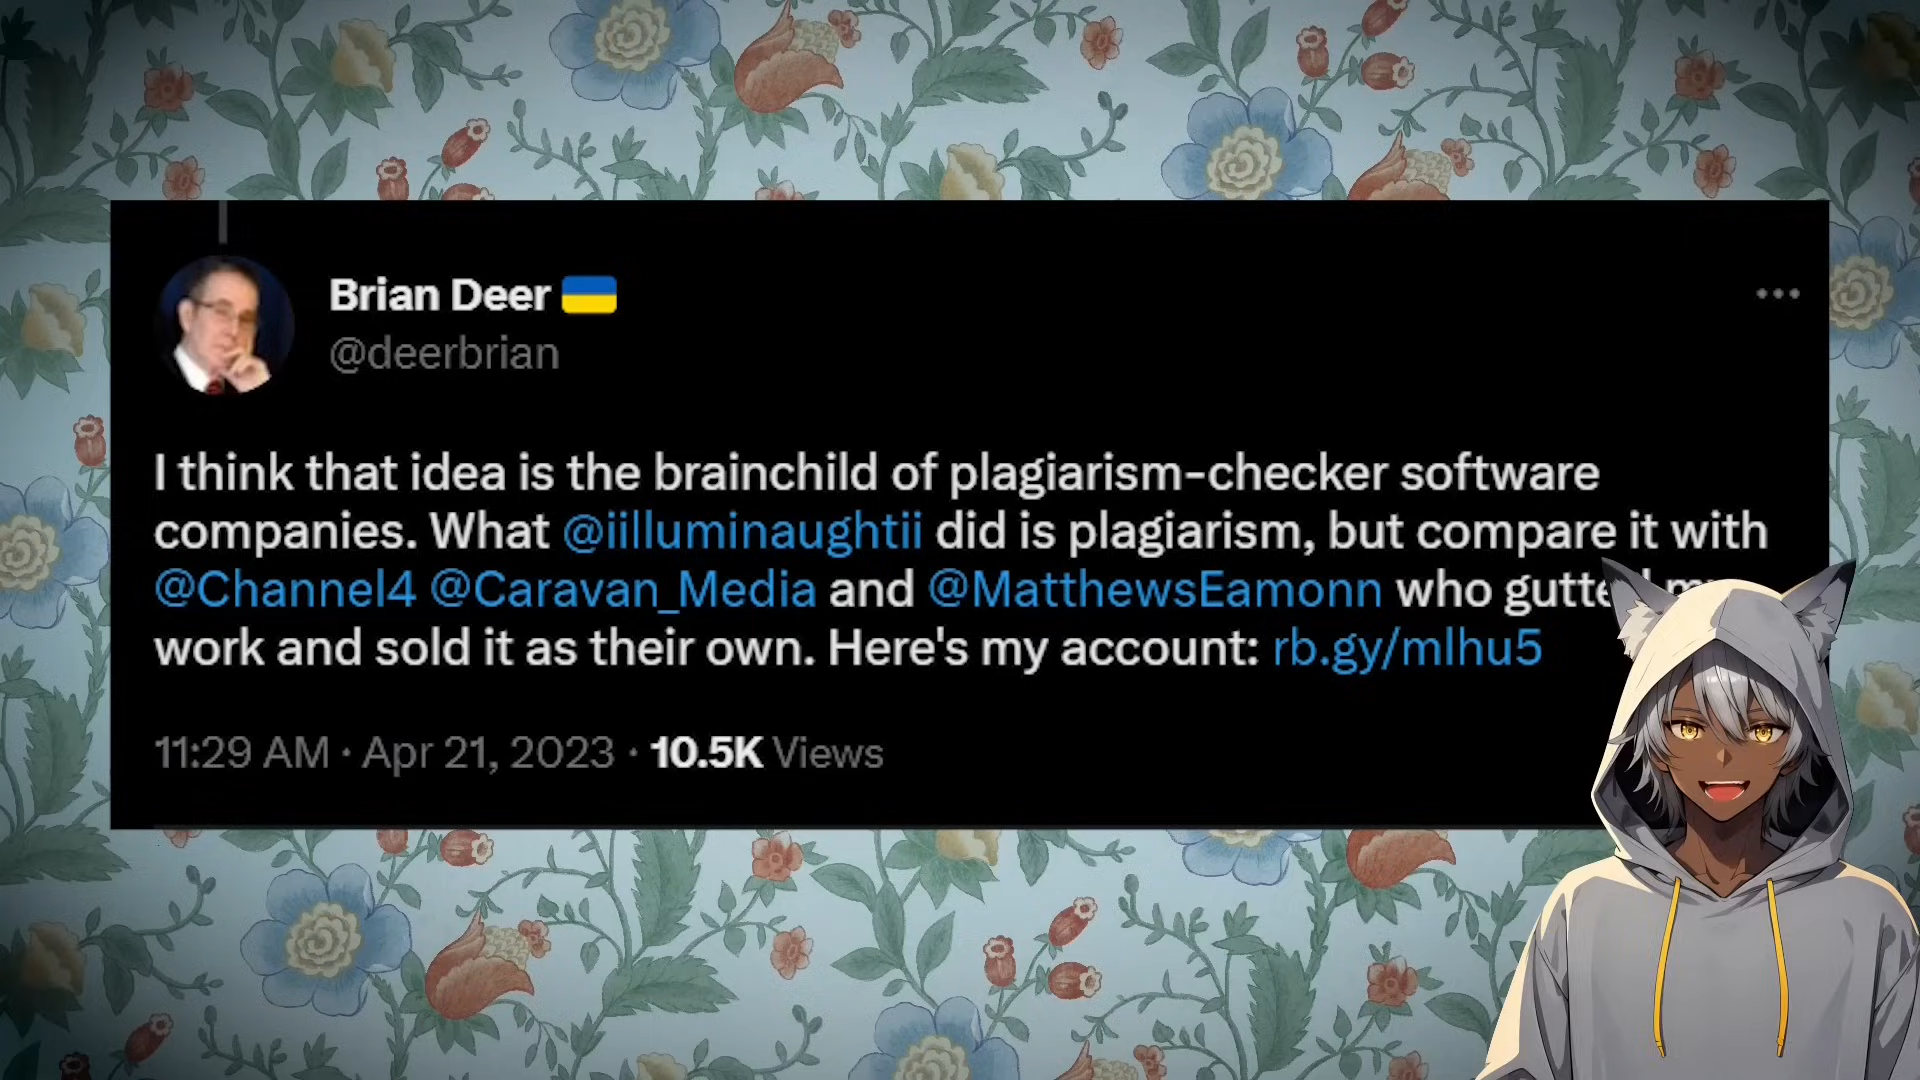 Brian Deer
@deerbrian
I think that idea is the brainchild of plagiarism-checker software
companies. What @iilluminaughtii did is plagiarism, but compare it with
@Channel4 @Caravan_Media and @MatthewsEamonn who gutted my
work and sold it as their own. Here's my account: rb.gy/mlhu5
11:29 AM · Apr 21, 2023 · 10.5K Views